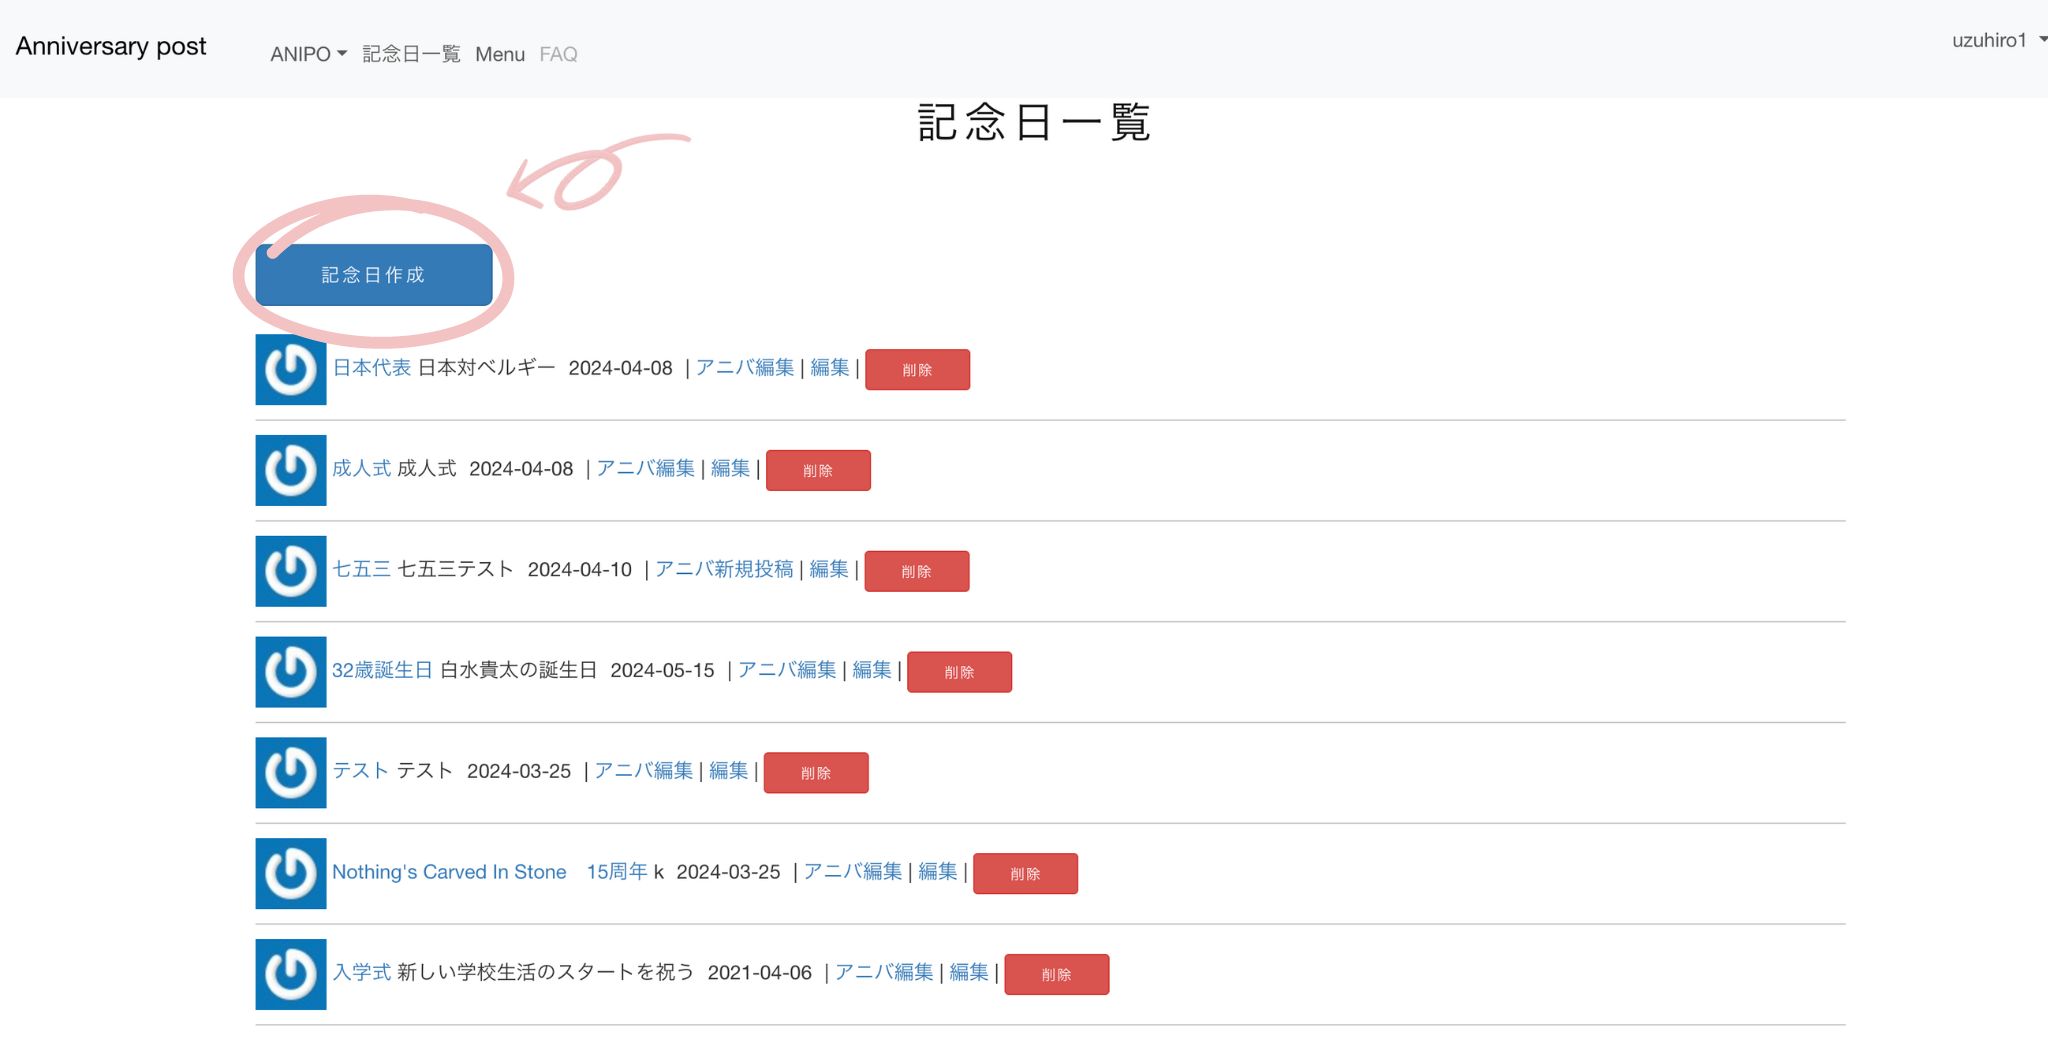 Anniversary post ANIPO 記念日一覧 Menu FAQ uzuhiro1
記念日一覧
記念日作成
日本代表 日本対ベルギー 2024-04-08 | アニバ編集 | 編集 | 削除
成人式 成人式 2024-04-08 | アニバ編集 | 編集 | 削除
七五三 七五三テスト 2024-04-10 | アニバ新規投稿 | 編集 | 削除
32歳誕生日 白水貴太の誕生日 2024-05-15 | アニバ編集 | 編集 | 削除
テスト テスト 2024-03-25 | アニバ編集 | 編集 | 削除
Nothing's Carved In Stone　15周年 k 2024-03-25 | アニバ編集 | 編集 | 削除
入学式 新しい学校生活のスタートを祝う 2021-04-06 | アニバ編集 | 編集 | 削除